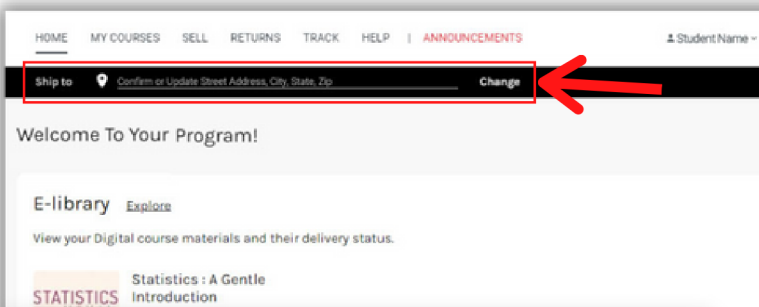 HOME MY COURSES SELL RETURNS TRACK HELP | ANNOUNCEMENTS Student Name
Ship to Confirm or Update Street Address, City, State, Zip Change
Welcome To Your Program!
E-library Explore
View your Digital course materials and their delivery status.
STATISTICS
Statistics : A Gentle
Introduction